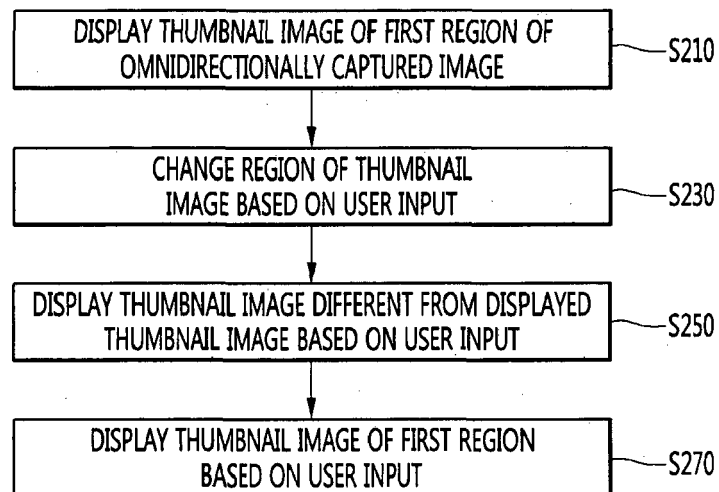 DISPLAY THUMBNAIL IMAGE OF FIRST REGION OF
OMNIDIRECTIONALLY CAPTURED IMAGE
S210
CHANGE REGION OF THUMBNAIL
IMAGE BASED ON USER INPUT
S230
DISPLAY THUMBNAIL IMAGE DIFFERENT FROM DISPLAYED
THUMBNAIL IMAGE BASED ON USER INPUT
S250
DISPLAY THUMBNAIL IMAGE OF FIRST REGION
BASED ON USER INPUT
S270